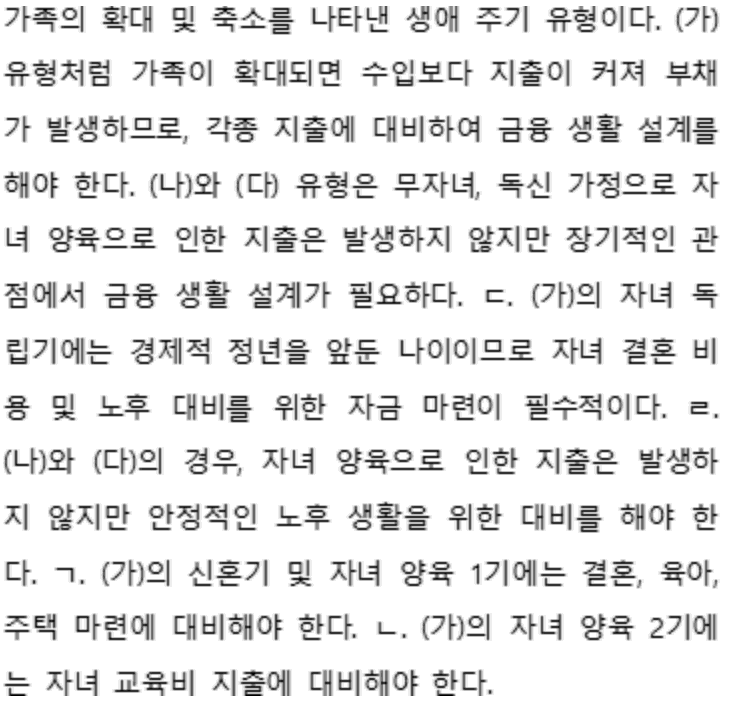 가족의 확대 및 축소를 나타낸 생애 주기 유형이다. (가)
유형처럼 가족이 확대되면 수입보다 지출이 커져 부채
가 발생하므로, 각종 지출에 대비하여 금융 생활 설계를
해야 한다. (나)와 (다) 유형은 무자녀, 독신 가정으로 자
녀 양육으로 인한 지출은 발생하지 않지만 장기적인 관
점에서 금융 생활 설계가 필요하다. ㄷ. (가)의 자녀 독
립기에는 경제적 정년을 앞둔 나이이므로 자녀 결혼 비
용 및 노후 대비를 위한 자금 마련이 필수적이다. ㄹ.
(나)와 (다)의 경우, 자녀 양육으로 인한 지출은 발생하
지 않지만 안정적인 노후 생활을 위한 대비를 해야 한
다. ㄱ. (가)의 신혼기 및 자녀 양육 1기에는 결혼, 육아,
주택 마련에 대비해야 한다. ㄴ. (가)의 자녀 양육 2기에
는 자녀 교육비 지출에 대비해야 한다.